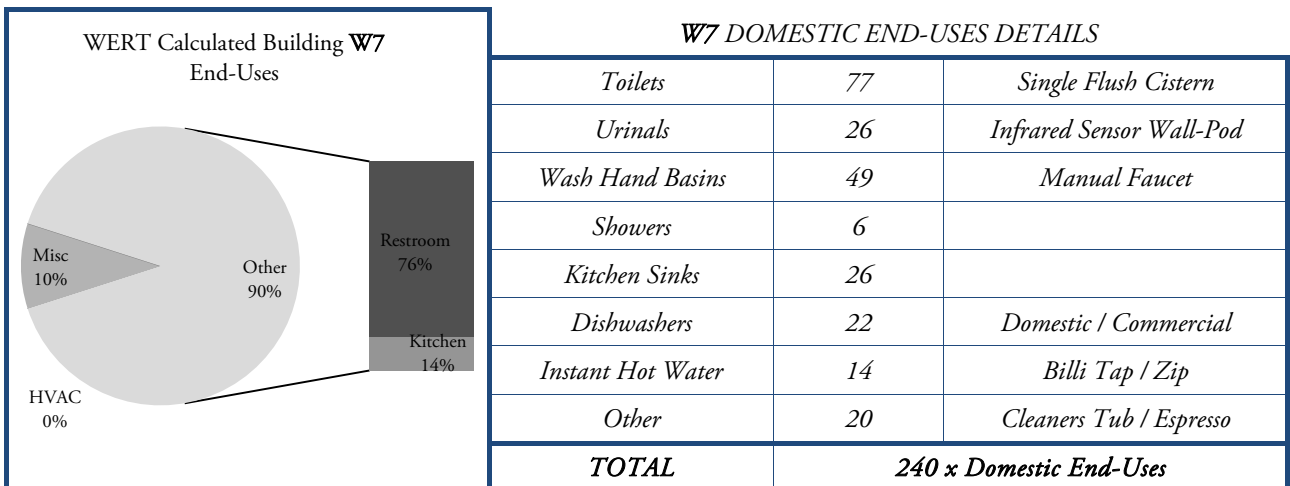 WERT Calculated Building W7
End-Uses
Misc
10%
Other
90%
HVAC
0%
Restroom
76%
Kitchen
14%
W7 DOMESTIC END-USES DETAILS
Toilets 77 Single Flush Cistern
Urinals 26 Infrared Sensor Wall-Pod
Wash Hand Basins 49 Manual Faucet
Showers 6
Kitchen Sinks 26
Dishwashers 22 Domestic / Commercial
Instant Hot Water 14 Billi Tap / Zip
Other 20 Cleaners Tub / Espresso
TOTAL 240 x Domestic End-Uses